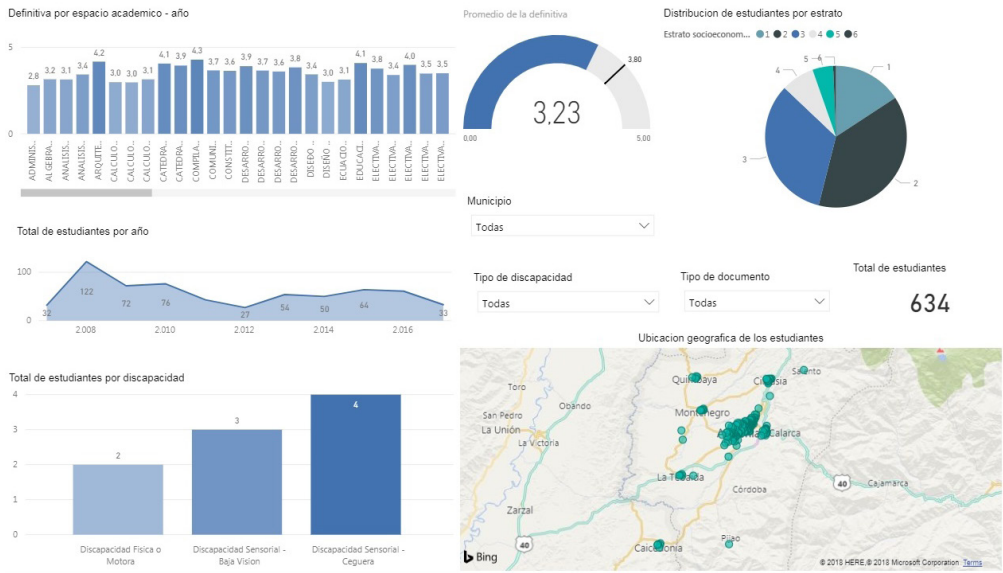 Definitiva por espacio academico - año
5
0
2.8
3.2
3.1
3.4
4.2
3.0
3.0
3.1
4.1
3.9
4.3
3.7
3.6
3.9
3.7
3.6
3.8
3.4
3.0
3.1
4.1
3.8
3.4
4.0
3.5
3.5
ADMINIS...
ALGEBRA...
ANALISIS...
ANALISIS...
ARQUITE...
CALCULO...
CALCULO...
CALCULO...
CATEDRA...
CATEDRA...
COMPILA...
COMUNI...
CONSTIT...
DESARRO...
DESARRO...
DESARRO...
DESARRO...
DISEÐO ...
DISEÑO ...
ECUACIO...
EDUCACI...
ELECTIVA...
ELECTIVA...
ELECTIVA...
ELECTIVA...
ELECTIVA...
Promedio de la definitiva
3.80
3,23
0,00
5,00
Distribucion de estudiantes por estrato
Estrato socioeconom... 1 2 3 4 5 6
1
2
3
4
5
6
Municipio
Todas
Tipo de discapacidad
Todas
Tipo de documento
Todas
Total de estudiantes
634
Total de estudiantes por año
100
0
32
122
72
76
27
54
50
64
33
2.008
2.010
2.012
2.014
2.016
Total de estudiantes por discapacidad
4
3
2
1
0
2
3
4
Discapacidad Fisica o
Motora
Discapacidad Sensorial -
Baja Vision
Discapacidad Sensorial -
Ceguera
Ubicacion geografica de los estudiantes
Toro
Obando
San Pedro
La Unión
La Victoria
Zarzal
Quimbaya
Circasia
Salento
Montenegro
Calarca
La Tebaida
Córdoba
Cajamarca
Caicedonia
Pijao
40
40
Bing
© 2018 HERE, © 2018 Microsoft Corporation Terms